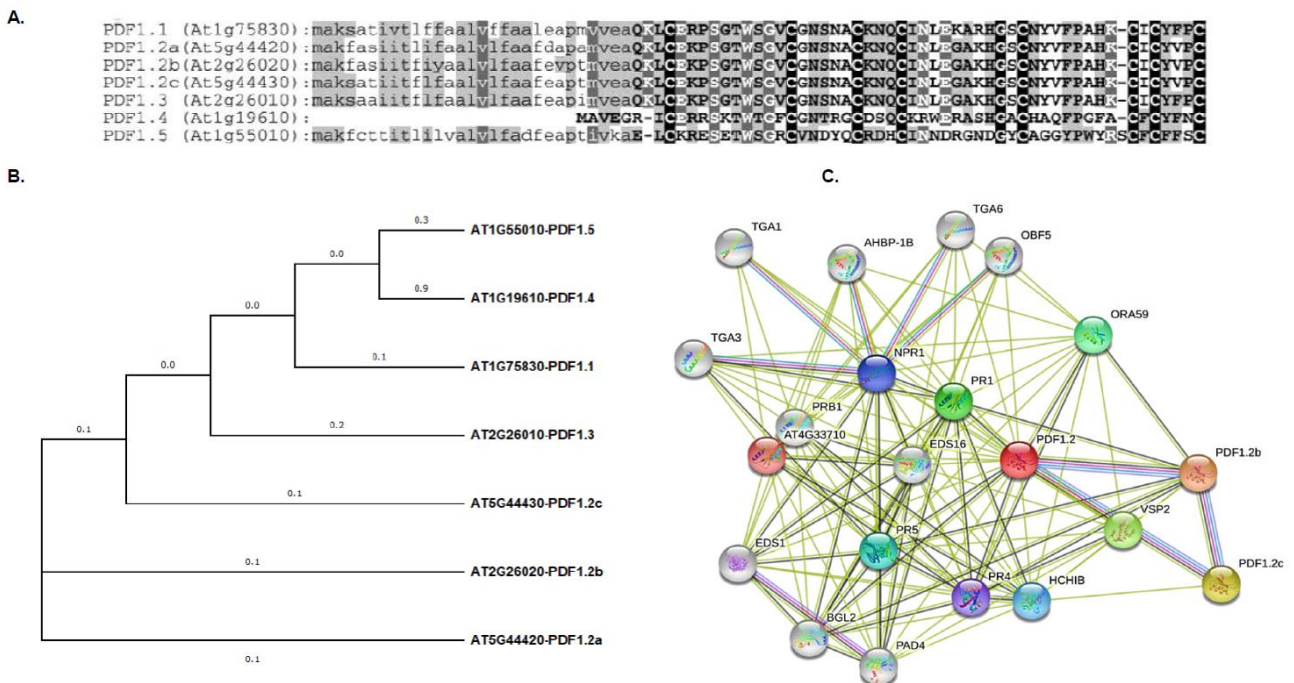 A.
PDF1.1 (At1g75830):maksativtlffaalvffaaleapmvveaQKLCERPSGTWSGVCGNSNACKNQCINLEKARHGSCNYVFPAHK-CICYFPC
PDF1.2a(At5g44420):makfasiitlifaalvlfaafdapamveaQKLCEKPSGTWSGVCGNSNACKNQCINLEGAKHGSCNYVFPAHK-CICYVPC
PDF1.2b(At2g26020):makfasiitliyaalvlfaafevptmveaQKLCEKPSGTWSGVCGNSNACKNQCINLEGAKHGSCNYVFPAHK-CICYVPC
PDF1.2c(At5g44430):makfasiitflfaalvlfaafeaptmveaQKLCEKPSGTWSGVCGNSNACKNQCINLEGAKHGSCNYVFPAHK-CICYVPC
PDF1.3 (At2g26010):maksaaiitflfaalvlfaafeapimveaQKLCEKPSGTWSGVCGNSNACKNQCINLEGAKHGSCNYVFPAHK-CICYFPC
PDF1.4 (At1g19610): MAVEGR-ICERRSKTWTGFCGNTRGCDSQCKRWERASHGACHAQFPGFA-CFCYFNC
PDF1.5 (At1g55010):makfcttitlilvalvlfadfeaptivkaE-LCKRESETWSGRCVNDYQCRDHCINNDRGNDGYCAGGYPWYRSCFCFFSC
B.
0.3
AT1G55010-PDF1.5
0.0
0.9
AT1G19610-PDF1.4
0.0
0.1
AT1G75830-PDF1.1
0.0
0.2
AT2G26010-PDF1.3
0.1
0.1
AT5G44430-PDF1.2c
0.1
AT2G26020-PDF1.2b
0.1
AT5G44420-PDF1.2a
C.
TGA6
TGA1
AHBP-1B
OBF5
ORA59
TGA3
NPR1
PR1
PRB1
AT4G33710
EDS16
PDF1.2
PDF1.2b
VSP2
EDS1
PR5
PDF1.2c
PR4
HCHIB
BGL2
PAD4